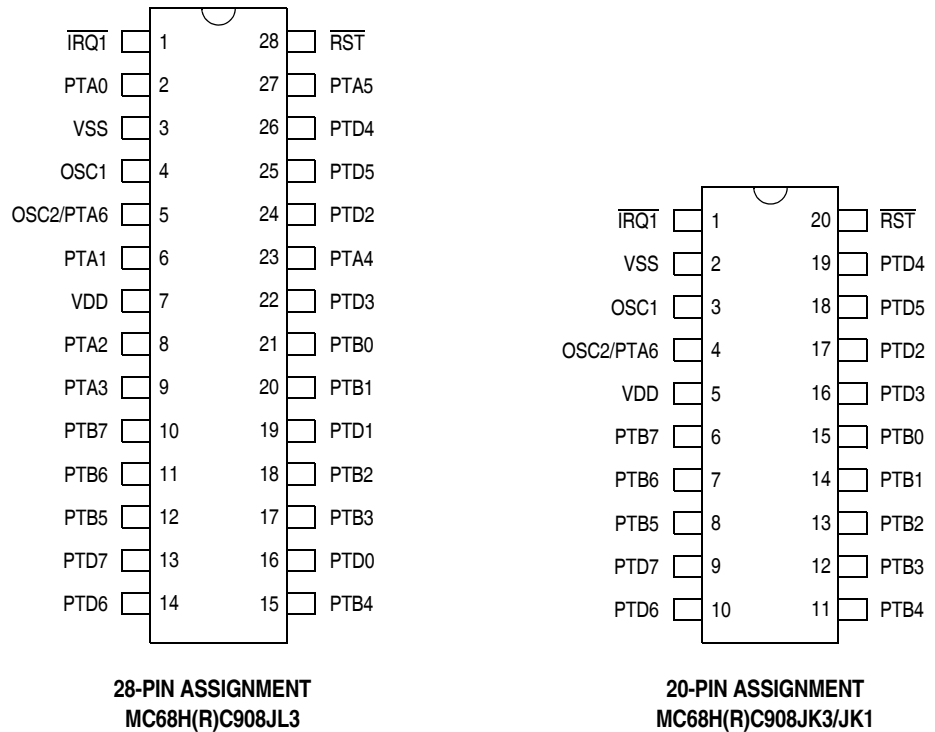 IRQ1 1 28 RST
PTA0 2 27 PTA5
VSS 3 26 PTD4
OSC1 4 25 PTD5
OSC2/PTA6 5 24 PTD2
PTA1 6 23 PTA4
VDD 7 22 PTD3
PTA2 8 21 PTB0
PTA3 9 20 PTB1
PTB7 10 19 PTD1
PTB6 11 18 PTB2
PTB5 12 17 PTB3
PTD7 13 16 PTD0
PTD6 14 15 PTB4
28-PIN ASSIGNMENT
MC68H(R)C908JL3
IRQ1 1 20 RST
VSS 2 19 PTD4
OSC1 3 18 PTD5
OSC2/PTA6 4 17 PTD2
VDD 5 16 PTD3
PTB7 6 15 PTB0
PTB6 7 14 PTB1
PTB5 8 13 PTB2
PTD7 9 12 PTB3
PTD6 10 11 PTB4
20-PIN ASSIGNMENT
MC68H(R)C908JK3/JK1